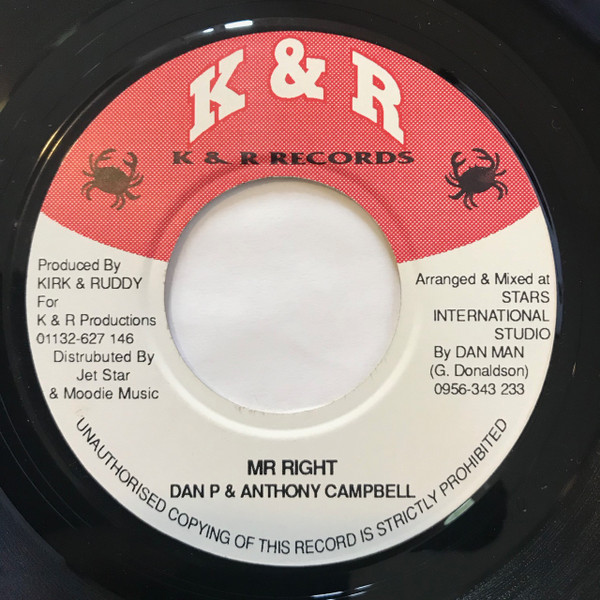 K & R
K & R RECORDS
Produced By
KIRK & RUDDY
For
K & R Productions
01132-627 146
Distrubuted By
Jet Star
& Moodie Music
Arranged & Mixed at
STARS
INTERNATIONAL
STUDIO
By DAN MAN
(G. Donaldson)
0956-343 233
MR RIGHT
DAN P & ANTHONY CAMPBELL
UNAUTHORISED COPYING OF THIS RECORD IS STRICTLY PROHIBITED